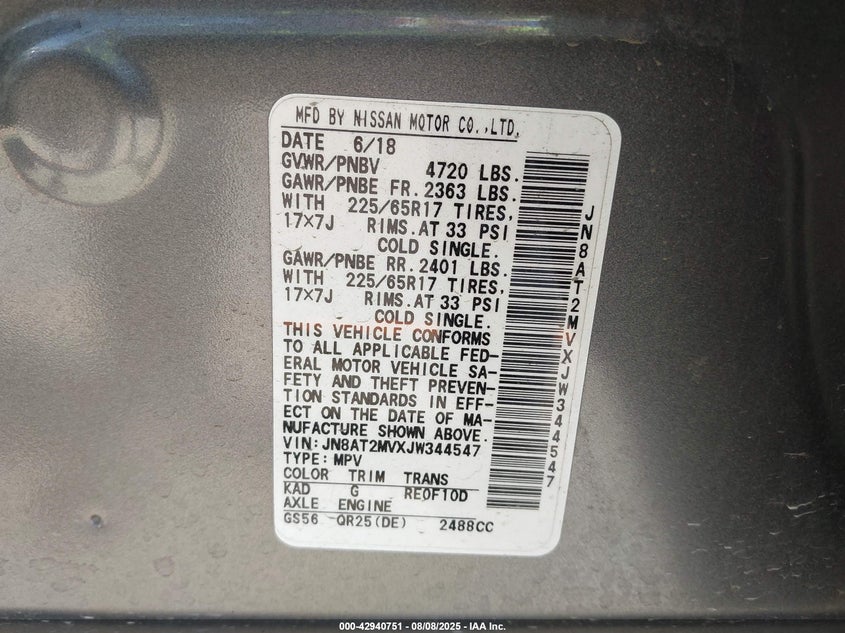 MFD BY NISSAN MOTOR CO.,LTD.
DATE 6/18
GVWR/PNBV 4720 LBS.
GAWR/PNBE FR. 2363 LBS.
WITH 225/65R17 TIRES,
17×7J RIMS. AT 33 PSI
COLD SINGLE.
GAWR/PNBE RR. 2401 LBS.
WITH 225/65R17 TIRES,
17×7J RIMS. AT 33 PSI
COLD SINGLE.
THIS VEHICLE CONFORMS
TO ALL APPLICABLE FED-
ERAL MOTOR VEHICLE SA-
FETY AND THEFT PREVEN-
TION STANDARDS IN EFF-
ECT ON THE DATE OF MA-
NUFACTURE SHOWN ABOVE.
VIN:JN8AT2MVXJW344547
TYPE:MPV
COLOR TRIM TRANS
KAD G RE0F10D
AXLE ENGINE
GS56 QR25(DE) 2488CC
JN8AT2MVXJW344547
000-42940751 - 08/08/2025 - IAA Inc.